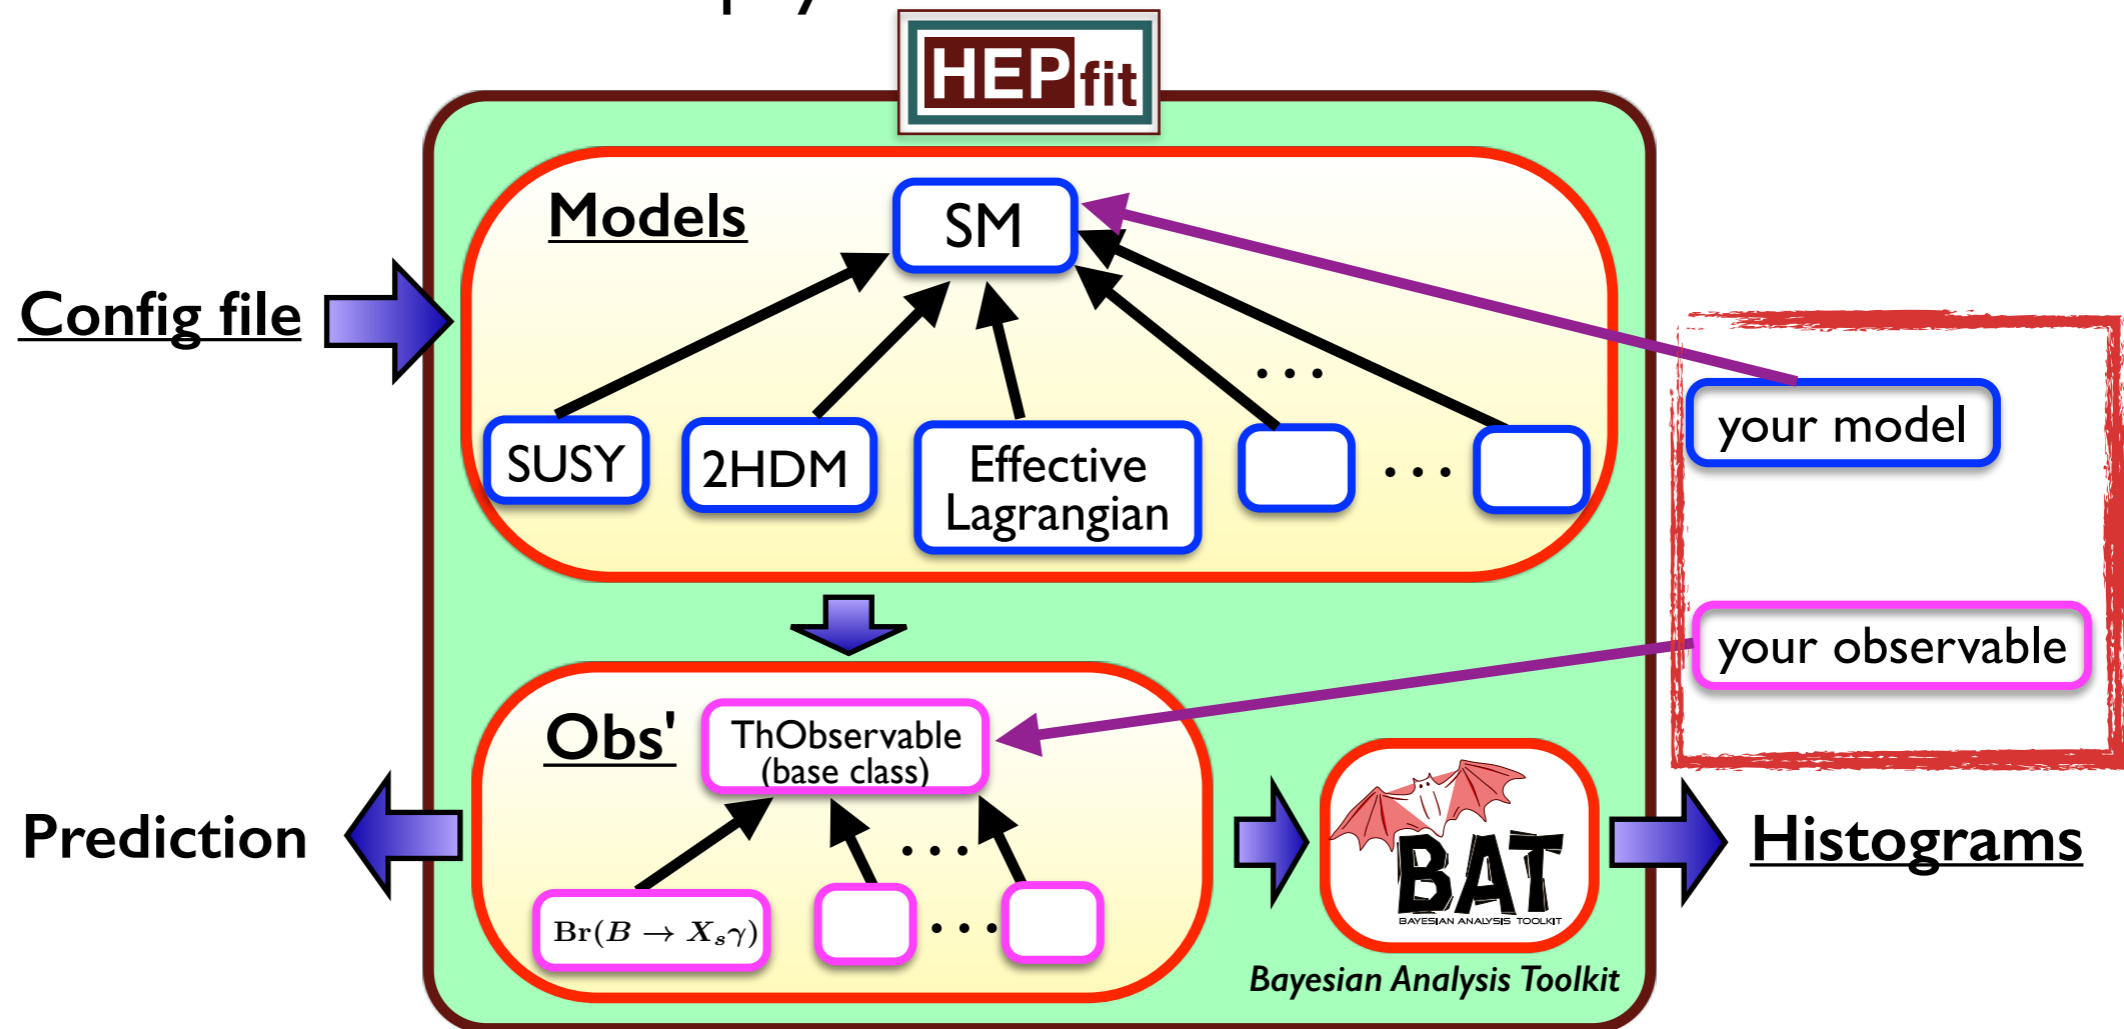 HEPfit
Models
SM
Config file
...
your model
SUSY
2HDM
Effective
Lagrangian
...
your observable
Obs'
ThObservable
(base class)
Prediction
...
Histograms
BAT
BAYESIAN ANALYSIS TOOLKIT
Br(B → Xsγ)
...
Bayesian Analysis Toolkit